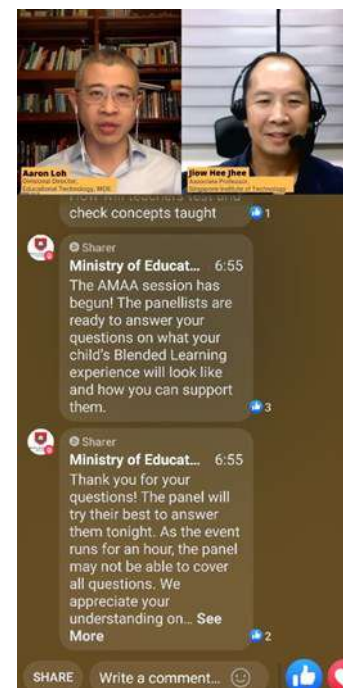 Aaron Loh
Divisional Director,
Educational Technology, MOE
Jiow Hee Jhee
Associate Professor,
Singapore Institute of Technology
How will teachers test and
check concepts taught
1
Sharer
Ministry of Educat... 6:55
The AMAA session has
begun! The panellists are
ready to answer your
questions on what your
child's Blended Learning
experience will look like
and how you can support
them.
3
Sharer
Ministry of Educat... 6:55
Thank you for your
questions! The panel will
try their best to answer
them tonight. As the event
runs for an hour, the panel
may not be able to cover
all questions. We
appreciate your
understanding on... See
More
2
SHARE
Write a comment...